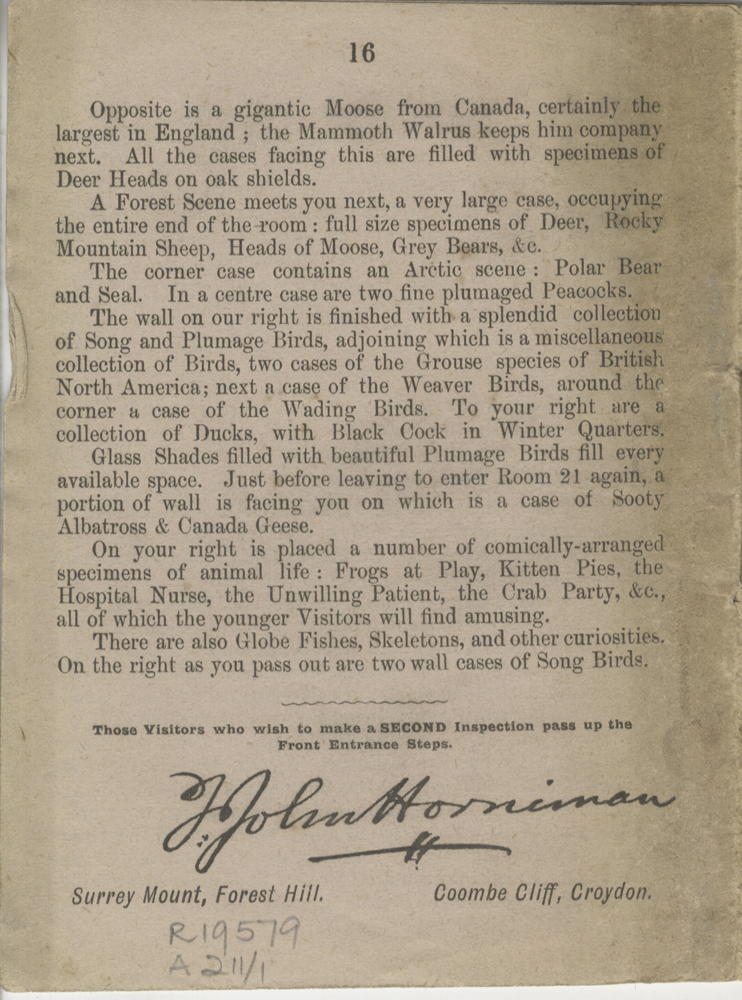 16
Opposite is a gigantic Moose from Canada, certainly the
largest in England ; the Mammoth Walrus keeps him company
next. All the cases facing this are filled with specimens of
Deer Heads on oak shields.
A Forest Scene meets you next, a very large case, occupying
the entire end of the room : full size specimens of Deer, Rocky
Mountain Sheep, Heads of Moose, Grey Bears, &c.
The corner case contains an Arctic scene : Polar Bear
and Seal. In a centre case are two fine plumaged Peacocks.
The wall on our right is finished with a splendid collection
of Song and Plumage Birds, adjoining which is a miscellaneous
collection of Birds, two cases of the Grouse species of British
North America; next a case of the Weaver Birds, around the
corner a case of the Wading Birds. To your right are a
collection of Ducks, with Black Cock in Winter Quarters.
Glass Shades filled with beautiful Plumage Birds fill every
available space. Just before leaving to enter Room 21 again, a
portion of wall is facing you on which is a case of Sooty
Albatross & Canada Geese.
On your right is placed a number of comically-arranged
specimens of animal life : Frogs at Play, Kitten Pies, the
Hospital Nurse, the Unwilling Patient, the Crab Party, &c.,
all of which the younger Visitors will find amusing.
There are also Globe Fishes, Skeletons, and other curiosities.
On the right as you pass out are two wall cases of Song Birds.
Those Visitors who wish to make a SECOND Inspection pass up the
Front Entrance Steps.
F. John Horniman
Surrey Mount, Forest Hill. Coombe Cliff, Croydon.
R19579
A 211/1